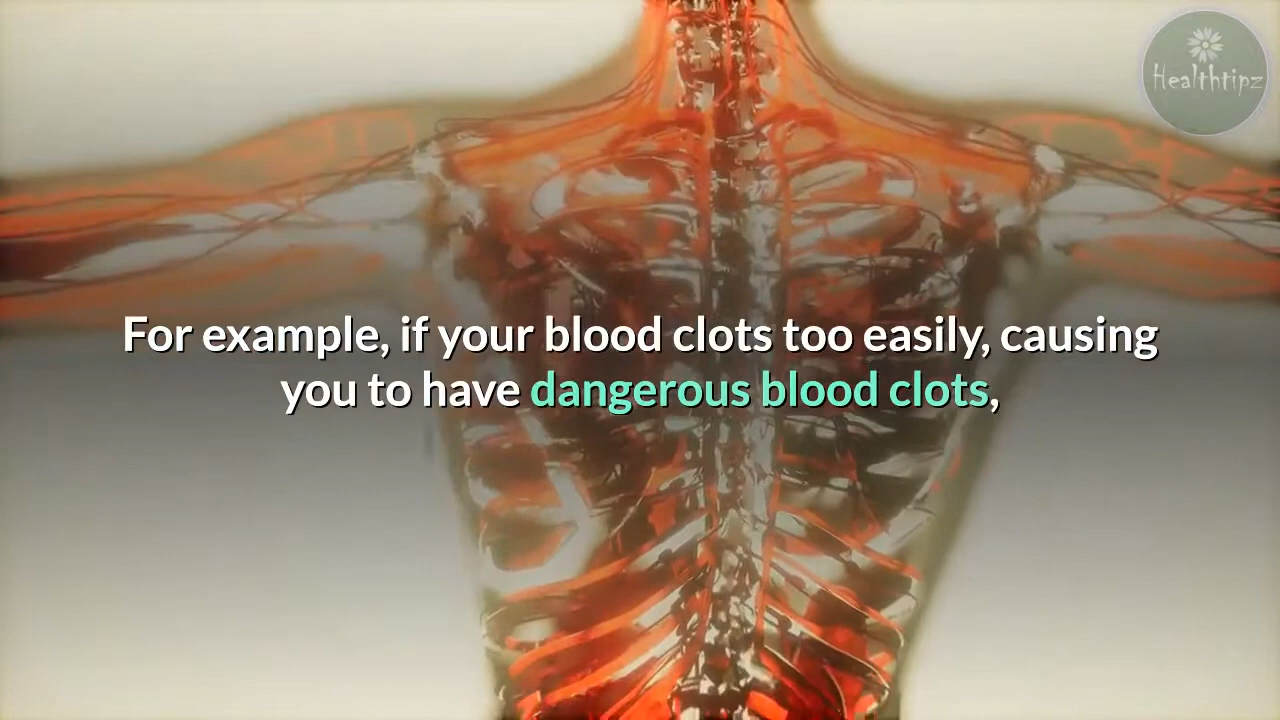 Healthtipz
For example, if your blood clots too easily, causing
you to have dangerous blood clots,